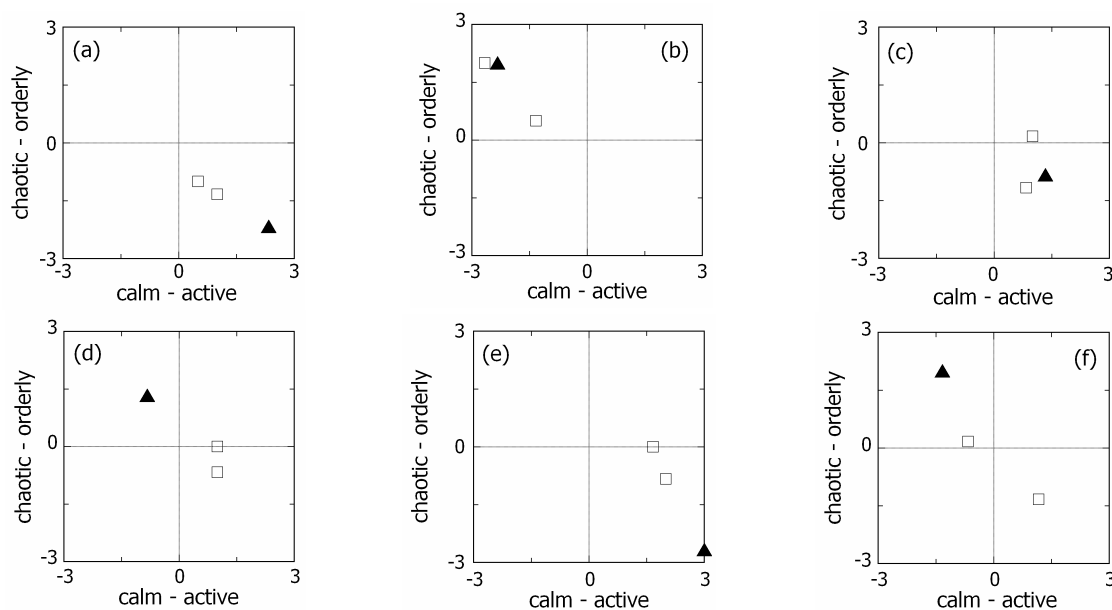 3
(a)
chaotic - orderly
0
-3
-3 0 3
calm - active
3
(b)
chaotic - orderly
0
-3
-3 0 3
calm - active
3
(c)
chaotic - orderly
0
-3
-3 0 3
calm - active
3
(d)
chaotic - orderly
0
-3
-3 0 3
calm - active
3
(e)
chaotic - orderly
0
-3
-3 0 3
calm - active
3
(f)
chaotic - orderly
0
-3
-3 0 3
calm - active